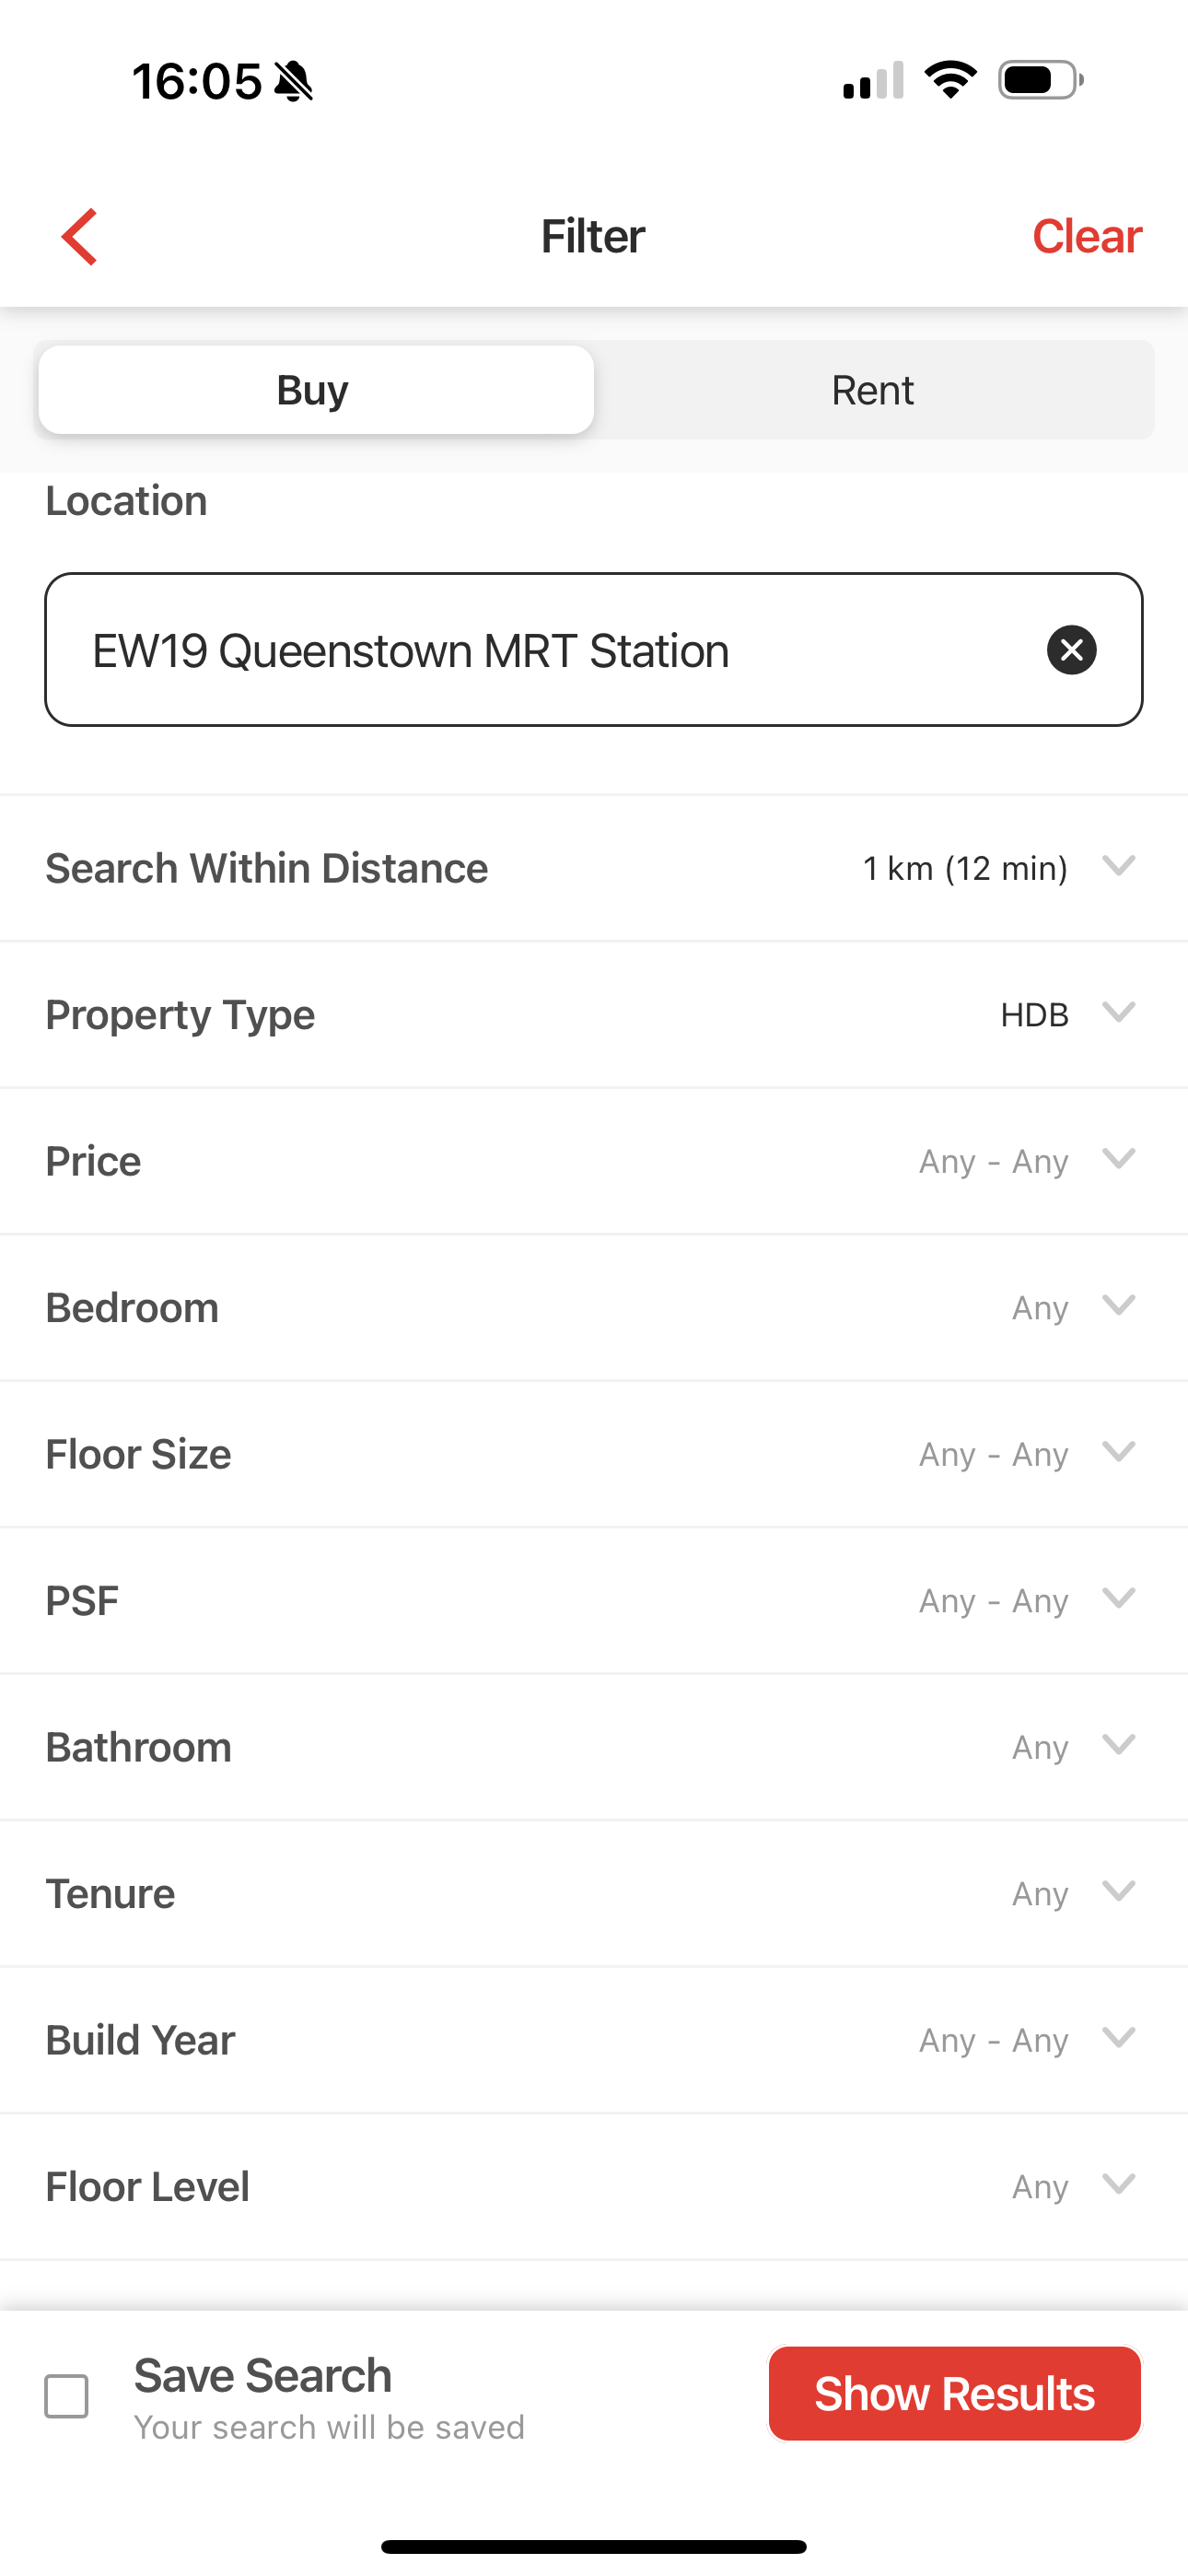 16:05
Filter
Clear
Buy
Rent
Location
EW19 Queenstown MRT Station
Search Within Distance
1 km (12 min)
Property Type
HDB
Price
Any - Any
Bedroom
Any
Floor Size
Any - Any
PSF
Any - Any
Bathroom
Any
Tenure
Any
Build Year
Any - Any
Floor Level
Any
Save Search
Your search will be saved
Show Results